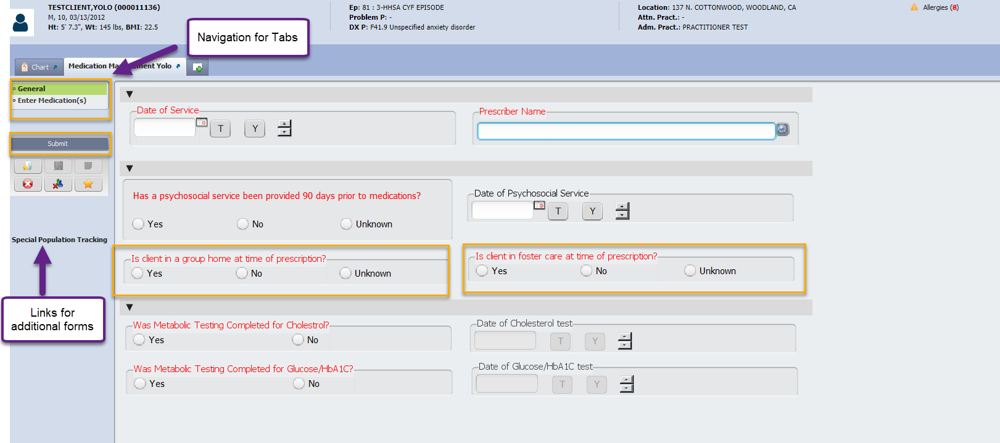 TESTCLIENT,YOLO (000011136)
M, 10, 03/13/2012
Ht: 5' 7.3", Wt: 145 lbs, BMI: 22.5
Ep: 81 : 3-HHSA CYF EPISODE
Problem P: -
DX P: F41.9 Unspecified anxiety disorder
Location: 137 N. COTTONWOOD, WOODLAND, CA
Attn. Pract.: -
Adm. Pract.: PRACTITIONER TEST
Allergies (8)
Navigation for Tabs
Chart
Medication Ma ement Yolo
General
Enter Medication(s)
Submit
Special Population Tracking
Links for
additional forms
Date of Service
T Y
Prescriber Name
Has a psychosocial service been provided 90 days prior to medications?
Yes No Unknown
Date of Psychosocial Service
T Y
Is client in a group home at time of prescription?
Yes No Unknown
Is client in foster care at time of prescription?
Yes No Unknown
Was Metabolic Testing Completed for Cholestrol?
Yes No
Date of Cholesterol test
T Y
Was Metabolic Testing Completed for Glucose/HbA1C?
Yes No
Date of Glucose/HbA1C test
T Y